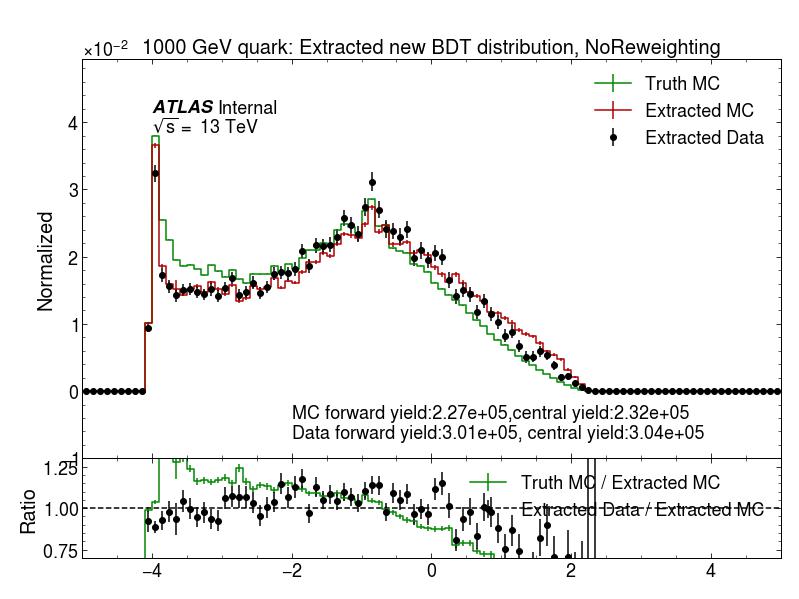 ×10⁻² 1000 GeV quark: Extracted new BDT distribution, NoReweighting
ATLAS Internal
√s = 13 TeV
Truth MC
Extracted MC
Extracted Data
Normalized
4
3
2
1
0
MC forward yield:2.27e+05,central yield:2.32e+05
Data forward yield:3.01e+05, central yield:3.04e+05
Ratio
1.25
1.00
0.75
Truth MC / Extracted MC
Extracted Data / Extracted MC
−4 −2 0 2 4